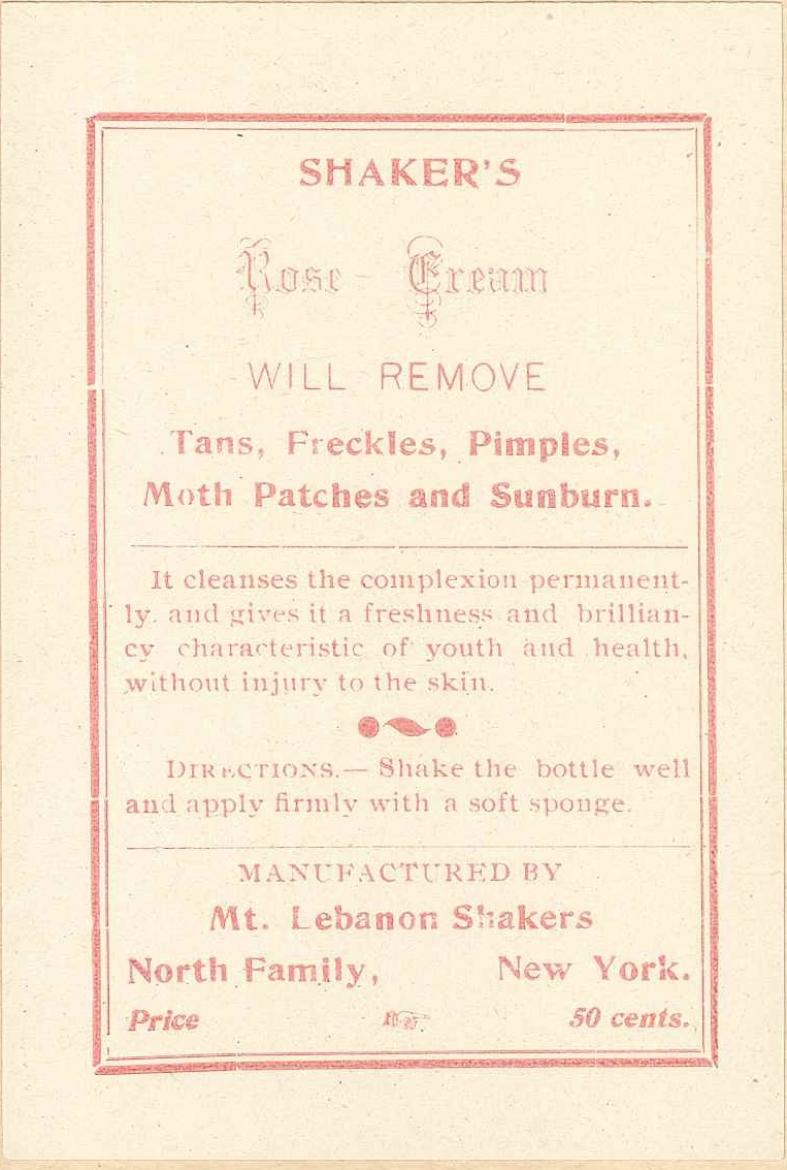 SHAKER'S
Rose Cream
WILL REMOVE
Tans, Freckles, Pimples,
Moth Patches and Sunburn.
It cleanses the complexion permanent-
ly, and gives it a freshness and brillian-
cy characteristic of youth and health,
without injury to the skin.
DIRECTIONS.— Shake the bottle well
and apply firmly with a soft sponge.
MANUFACTURED BY
Mt. Lebanon Shakers
North Family, New York.
Price 50 cents.